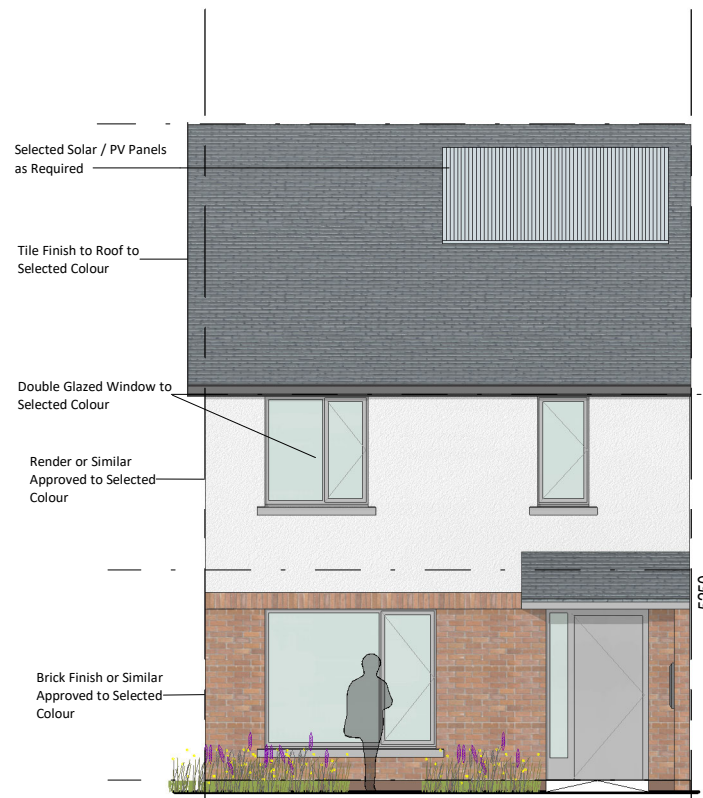 Selected Solar / PV Panels
as Required
Tile Finish to Roof to
Selected Colour
Double Glazed Window to
Selected Colour
Render or Similar
Approved to Selected
Colour
Brick Finish or Similar
Approved to Selected
Colour